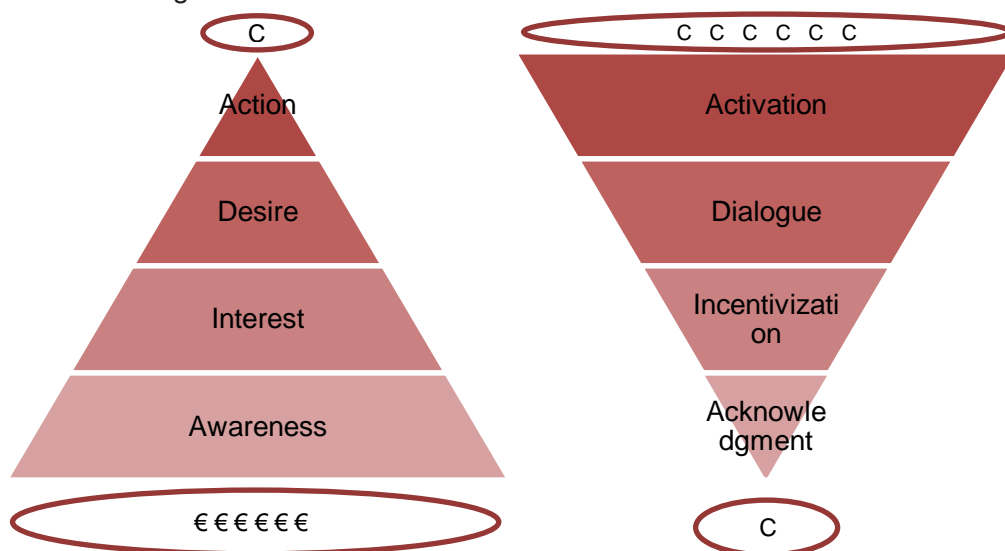 C
Action
Desire
Interest
Awareness
€ € € € € €
C C C C C C
Activation
Dialogue
Incentivizati
on
Acknowle
dgment
C